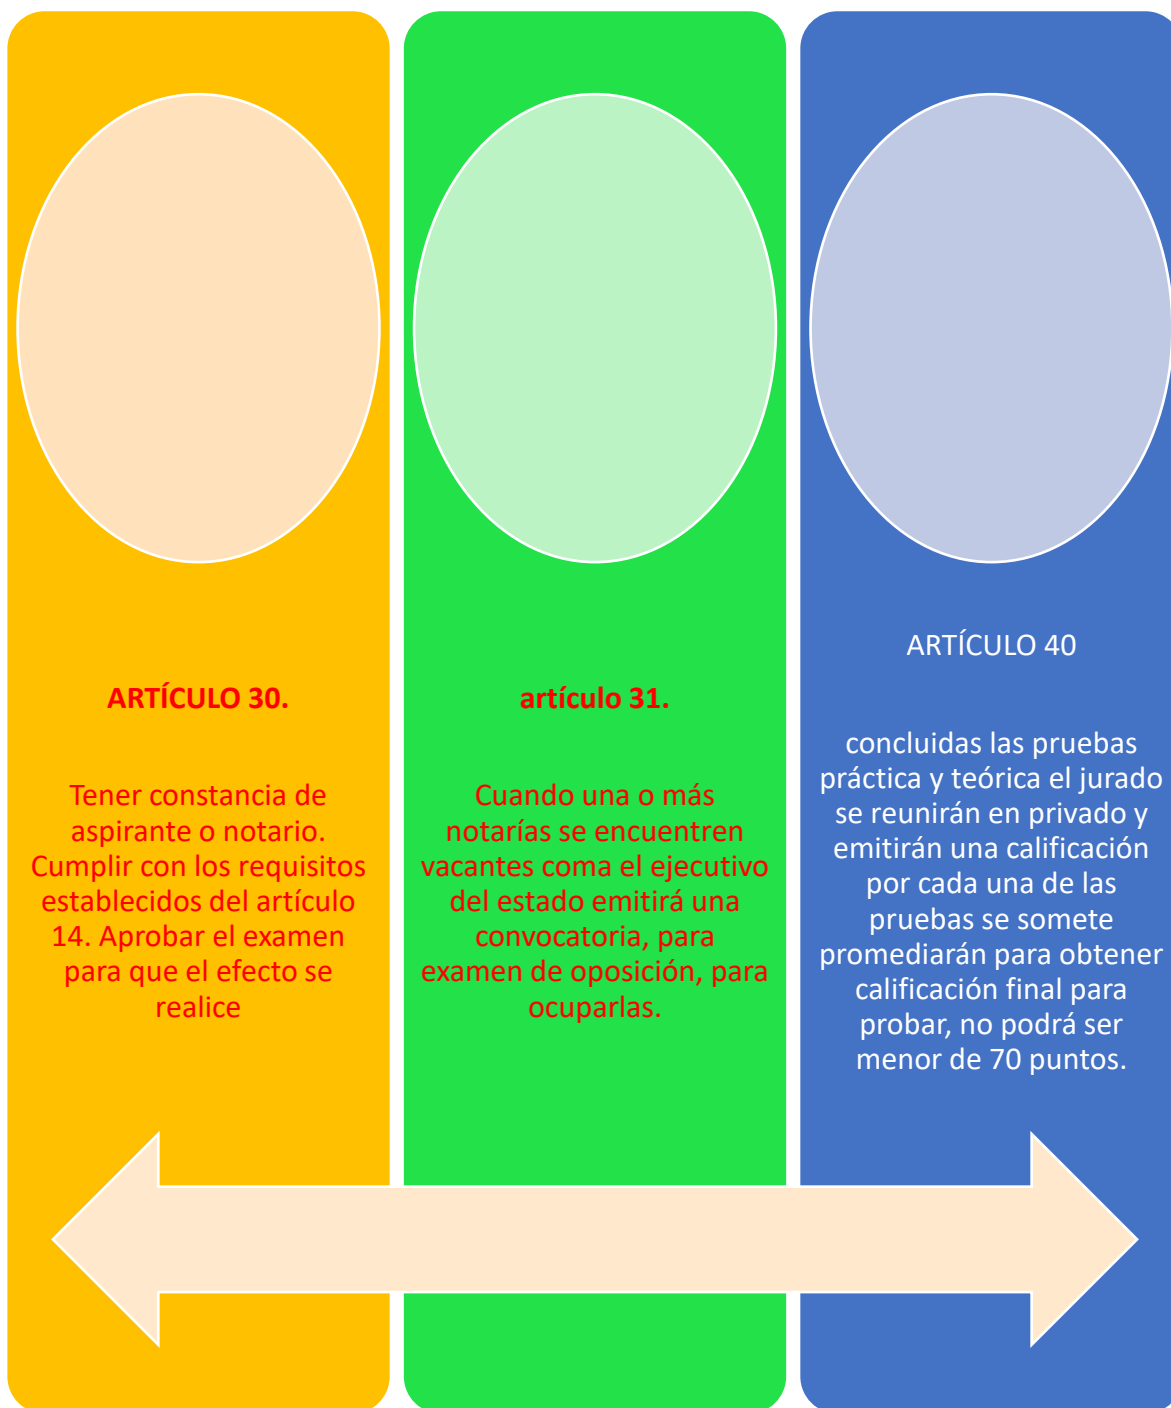 ARTÍCULO 30.
Tener constancia de
aspirante o notario.
Cumplir con los requisitos
establecidos del artículo
14. Aprobar el examen
para que el efecto se
realice
artículo 31.
Cuando una o más
notarías se encuentren
vacantes coma el ejecutivo
del estado emitirá una
convocatoria, para
examen de oposición, para
ocuparlas.
ARTÍCULO 40
concluidas las pruebas
práctica y teórica el jurado
se reunirán en privado y
emitirán una calificación
por cada una de las
pruebas se somete
promediarán para obtener
calificación final para
probar, no podrá ser
menor de 70 puntos.